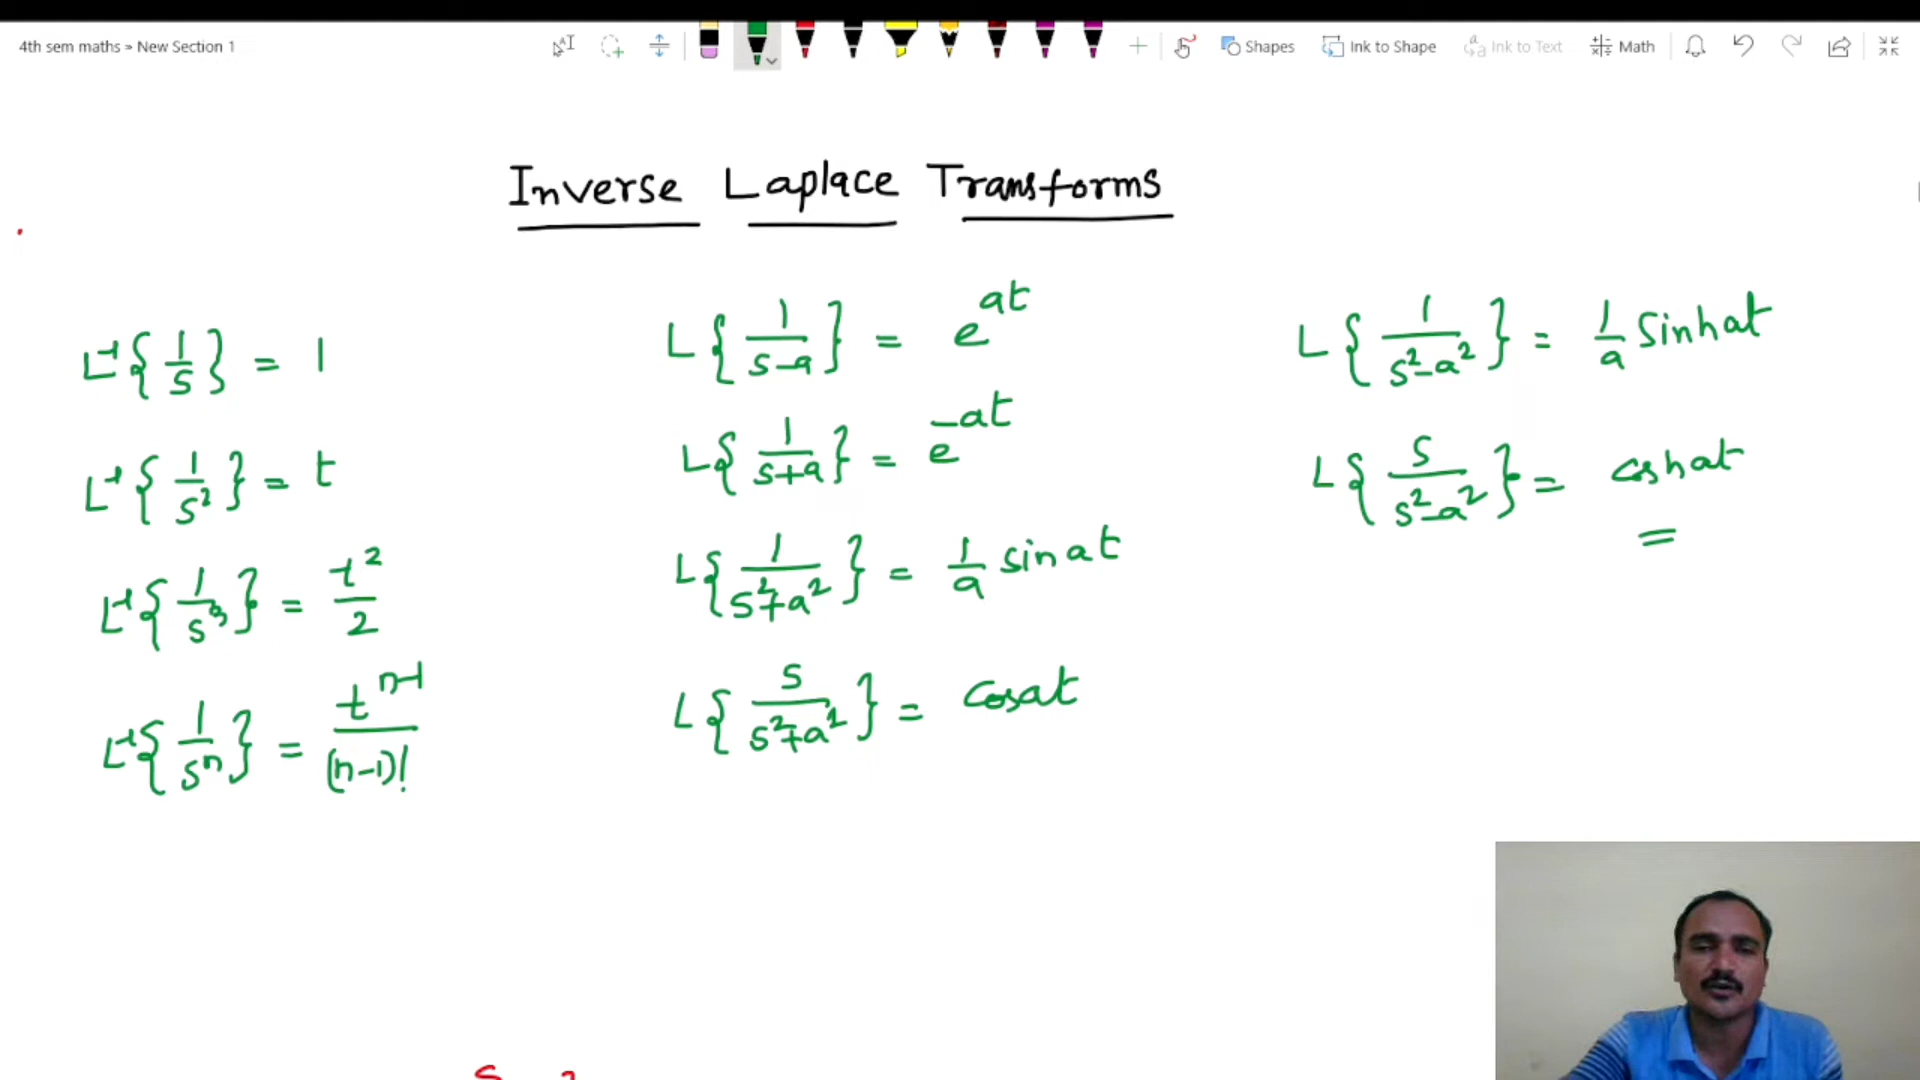 4th sem maths » New Section 1
Shapes
Ink to Shape
Ink to Text
Math
Inverse Laplace Transforms
L⁻¹{1/s} = 1
L⁻¹{1/s²} = t
L⁻¹{1/s³} = t²/2
L⁻¹{1/sⁿ} = tⁿ⁻¹/(n-1)!
L{1/(s-a)} = e^at
L{1/(s+a)} = e^-at
L{1/(s²+a²)} = 1/a sinat
L{s/(s²+a²)} = cosat
L{1/(s²-a²)} = 1/a Sinhat
L{s/(s²-a²)} = coshat